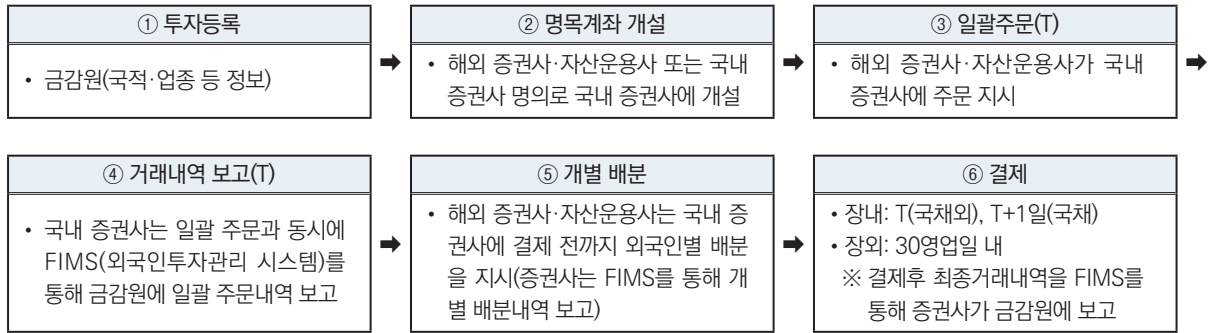 ① 투자등록
• 금감원(국적·업종 등 정보)
➡
② 명목계좌 개설
• 해외 증권사·자산운용사 또는 국내
증권사 명의로 국내 증권사에 개설
➡
③ 일괄주문(T)
• 해외 증권사·자산운용사가 국내
증권사에 주문 지시
➡
④ 거래내역 보고(T)
• 국내 증권사는 일괄 주문과 동시에
FIMS(외국인투자관리 시스템)를
통해 금감원에 일괄 주문내역 보고
➡
⑤ 개별 배분
• 해외 증권사·자산운용사는 국내 증
권사에 결제 전까지 외국인별 배분
을 지시(증권사는 FIMS를 통해 개
별 배분내역 보고)
➡
⑥ 결제
• 장내: T(국채외), T+1일(국채)
• 장외: 30영업일 내
※ 결제후 최종거래내역을 FIMS를
통해 증권사가 금감원에 보고